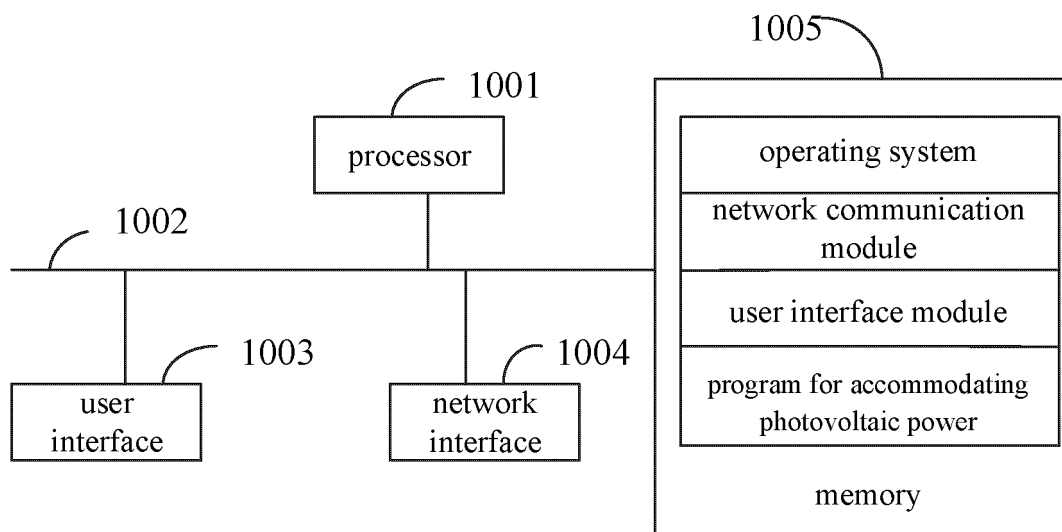 1005
1001
processor
operating system
network communication
module
1002
user interface module
1003
1004
user
interface
network
interface
program for accommodating
photovoltaic power
memory